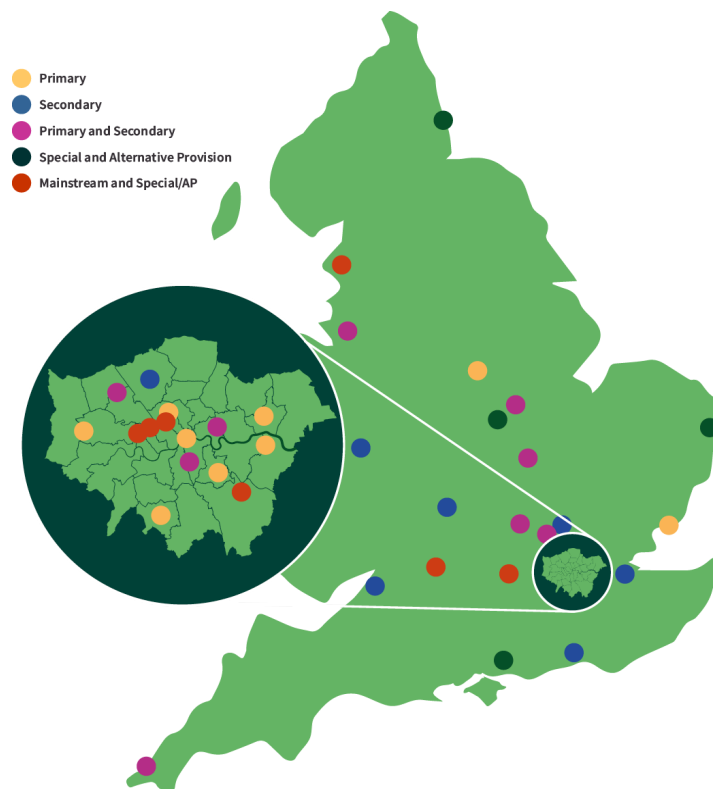 Primary
Secondary
Primary and Secondary
Special and Alternative Provision
Mainstream and Special/AP